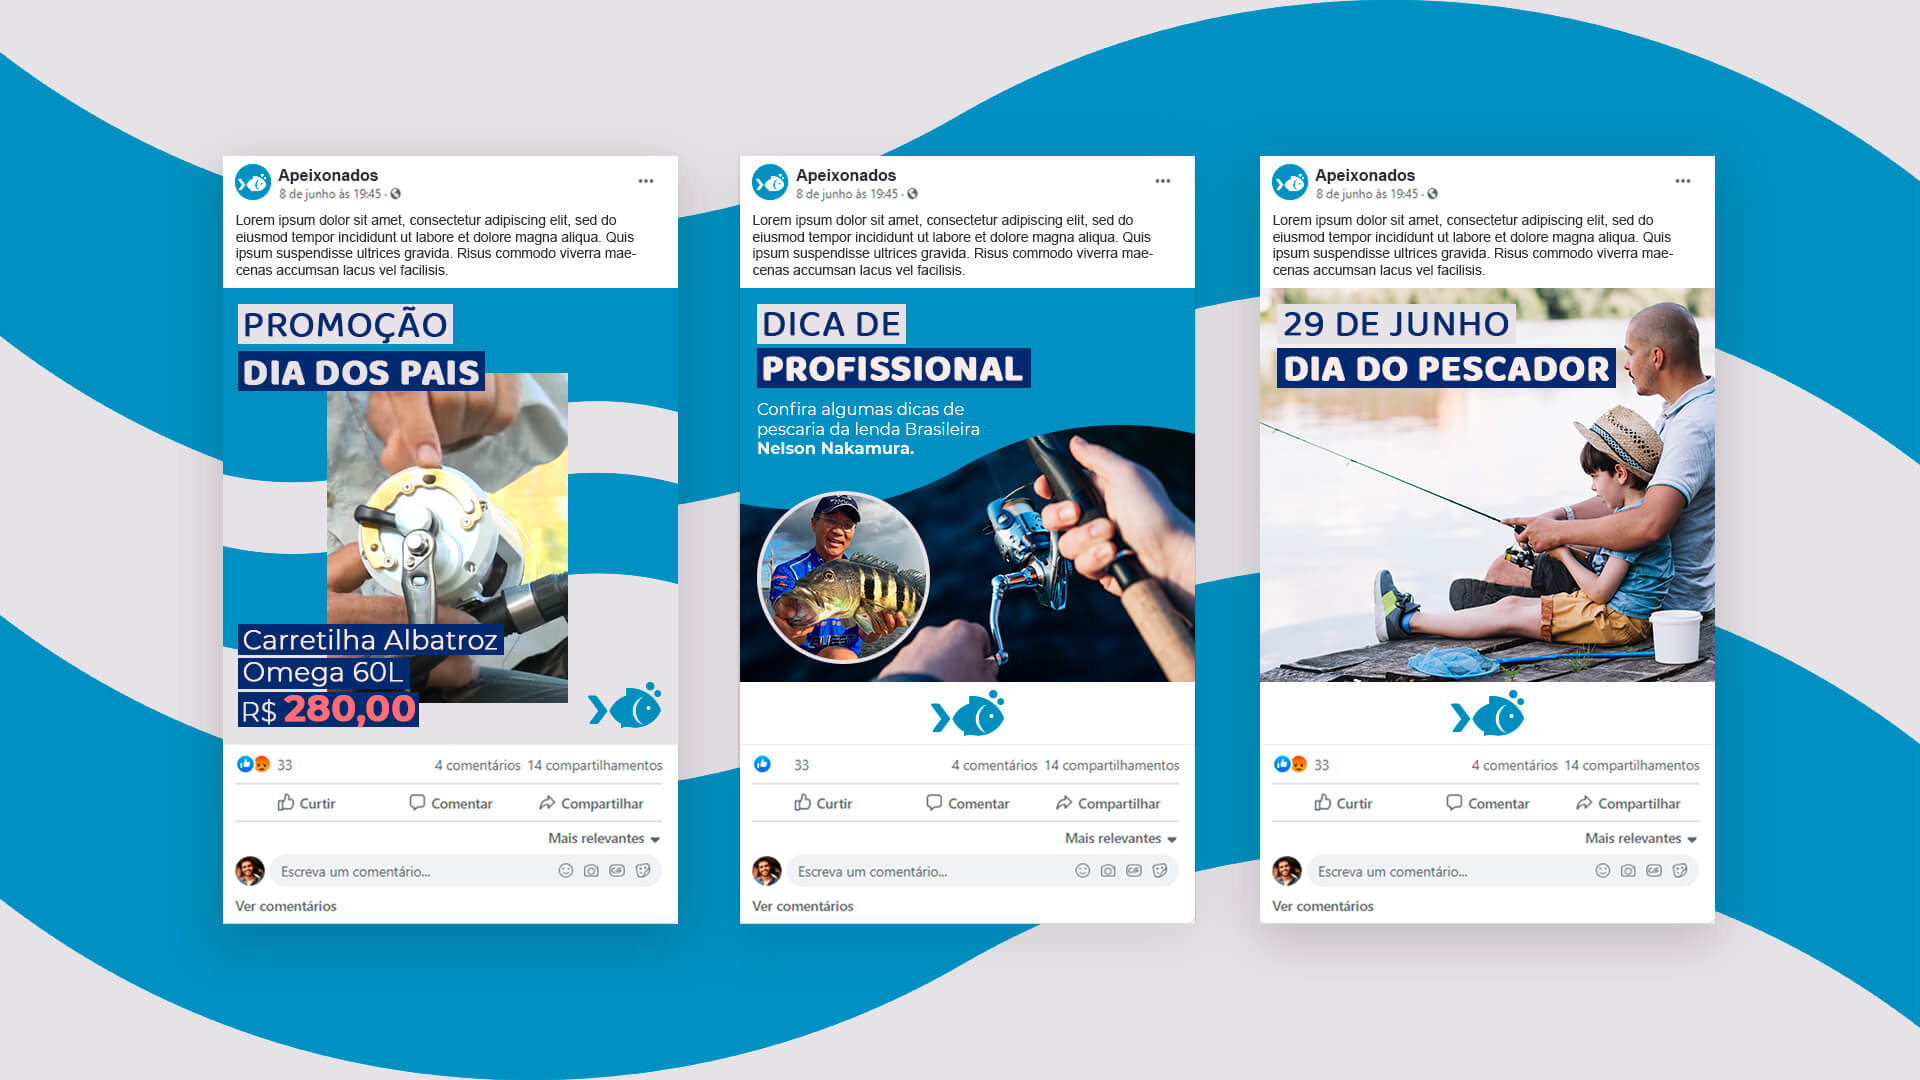 Apeixonados
8 de junho às 19:45 ·
Lorem ipsum dolor sit amet, consectetur adipiscing elit, sed do
eiusmod tempor incididunt ut labore et dolore magna aliqua. Quis
ipsum suspendisse ultrices gravida. Risus commodo viverra mae-
cenas accumsan lacus vel facilisis.
PROMOÇÃO
DIA DOS PAIS
Carretilha Albatroz
Omega 60L
R$ 280,00
33 4 comentários 14 compartilhamentos
Curtir Comentar Compartilhar
Mais relevantes
Escreva um comentário...
GIF
Ver comentários
Apeixonados
8 de junho às 19:45 ·
Lorem ipsum dolor sit amet, consectetur adipiscing elit, sed do
eiusmod tempor incididunt ut labore et dolore magna aliqua. Quis
ipsum suspendisse ultrices gravida. Risus commodo viverra mae-
cenas accumsan lacus vel facilisis.
DICA DE
PROFISSIONAL
Confira algumas dicas de
pescaria da lenda Brasileira
Nelson Nakamura.
33 4 comentários 14 compartilhamentos
Curtir Comentar Compartilhar
Mais relevantes
Escreva um comentário...
GIF
Ver comentários
Apeixonados
8 de junho às 19:45 ·
Lorem ipsum dolor sit amet, consectetur adipiscing elit, sed do
eiusmod tempor incididunt ut labore et dolore magna aliqua. Quis
ipsum suspendisse ultrices gravida. Risus commodo viverra mae-
cenas accumsan lacus vel facilisis.
29 DE JUNHO
DIA DO PESCADOR
33 4 comentários 14 compartilhamentos
Curtir Comentar Compartilhar
Mais relevantes
Escreva um comentário...
GIF
Ver comentários